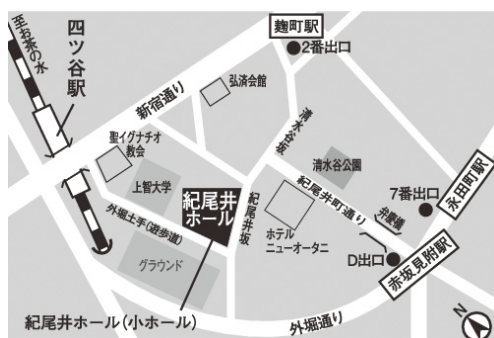 至お茶の水
四ツ谷駅
麹町駅
2番出口
弘済会館
新宿通り
聖イグナチオ
教会
上智大学
清水谷坂
清水谷公園
紀尾井
ホール
紀尾井坂
紀尾井町通り
永田町駅
7番出口
弁慶橋
外堀土手(遊歩道)
ホテル
ニューオータニ
グラウンド
D出口
赤坂見附駅
紀尾井ホール(小ホール)
外堀通り
N